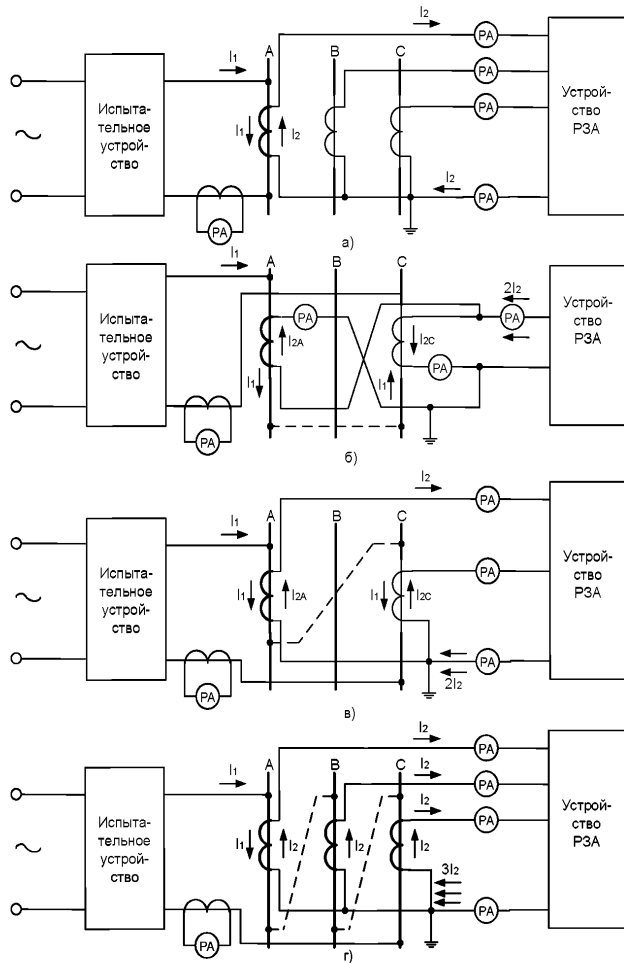 I2
A B C
PA
I1
PA
Испыта-
тельное
устрой-
ство
Устрой-
ство
РЗА
PA
I1 I2
I2
PA
PA
а)
I1
A B C
2I2
Испыта-
тельное
устрой-
ство
PA
PA
Устрой-
ство
РЗА
I2A
I2C
PA
I1
I1
PA
б)
I2
A B C
PA
I1
Испыта-
тельное
устрой-
ство
Устрой-
ство
РЗА
PA
I1 I2A
I1 I2C
PA
2I2
PA
в)
I2
A B C
PA
I1
I2
PA
Испыта-
тельное
устрой-
ство
I2
PA
Устрой-
ство
РЗА
I1 I2
I2
I2
3I2
PA
PA
г)